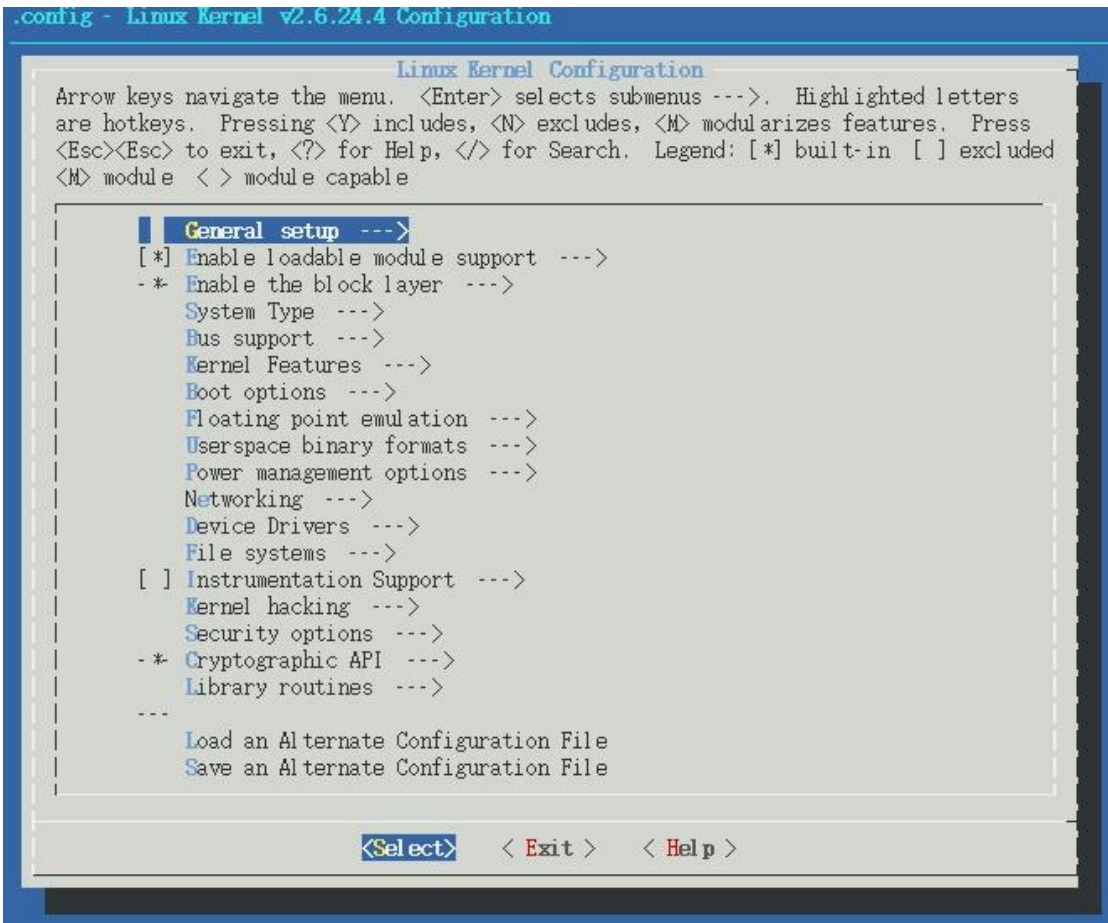 .config - Linux Kernel v2.6.24.4 Configuration
Linux Kernel Configuration
Arrow keys navigate the menu.  <Enter> selects submenus --->.  Highlighted letters
are hotkeys.  Pressing <Y> includes, <N> excludes, <M> modularizes features.  Press
<Esc><Esc> to exit, <?> for Help, </> for Search.  Legend: [*] built-in  [ ] excluded
<M> module  < > module capable
General setup  --->
[*] Enable loadable module support  --->
-*- Enable the block layer  --->
System Type  --->
Bus support  --->
Kernel Features  --->
Boot options  --->
Floating point emulation  --->
Userspace binary formats  --->
Power management options  --->
Networking  --->
Device Drivers  --->
File systems  --->
[ ] Instrumentation Support  --->
Kernel hacking  --->
Security options  --->
-*- Cryptographic API  --->
Library routines  --->
---
Load an Alternate Configuration File
Save an Alternate Configuration File
<Select>    < Exit >    < Help >